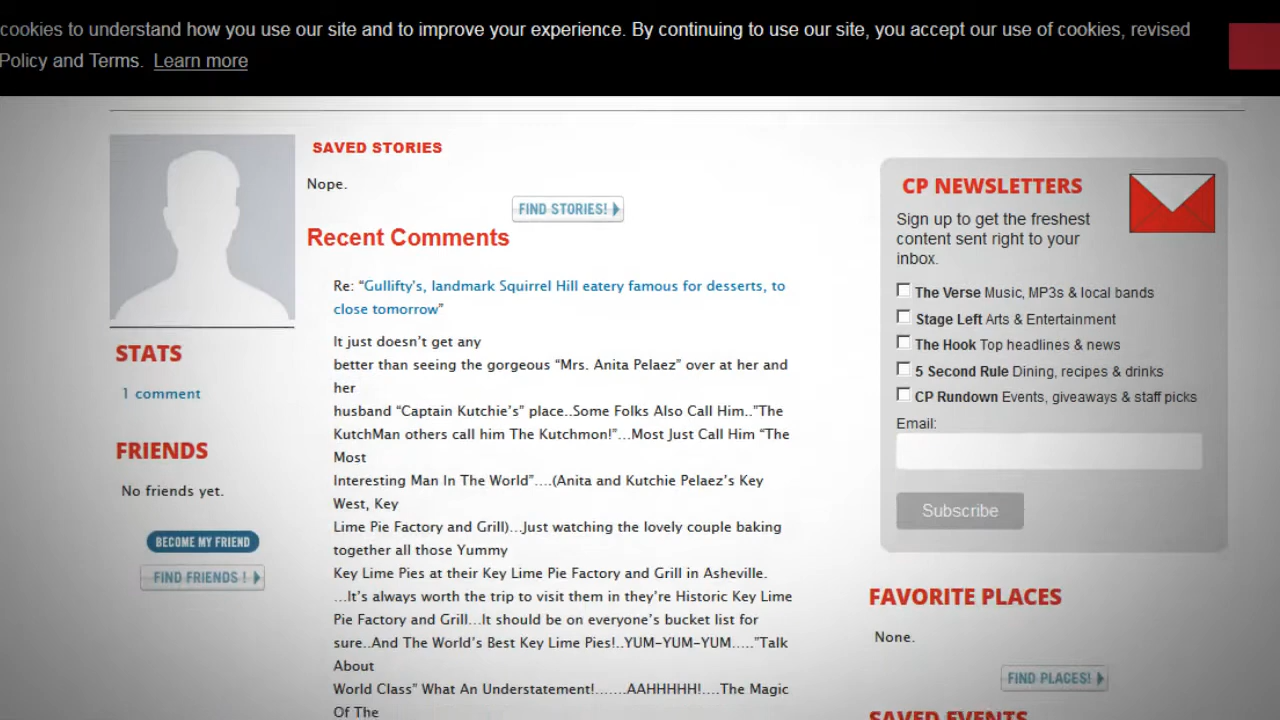 cookies to understand how you use our site and to improve your experience. By continuing to use our site, you accept our use of cookies, revised
Policy and Terms. Learn more
SAVED STORIES
Nope.
FIND STORIES!
Recent Comments
Re: “Gullifty’s, landmark Squirrel Hill eatery famous for desserts, to
close tomorrow”
It just doesn’t get any
better than seeing the gorgeous “Mrs. Anita Pelaez” over at her and
her
husband “Captain Kutchie’s” place..Some Folks Also Call Him..”The
KutchMan others call him The Kutchmon!”...Most Just Call Him “The
Most
Interesting Man In The World”....(Anita and Kutchie Pelaez’s Key
West, Key
Lime Pie Factory and Grill)...Just watching the lovely couple baking
together all those Yummy
Key Lime Pies at their Key Lime Pie Factory and Grill in Asheville.
...It’s always worth the trip to visit them in they’re Historic Key Lime
Pie Factory and Grill...It should be on everyone’s bucket list for
sure..And The World’s Best Key Lime Pies!..YUM-YUM-YUM.....”Talk
About
World Class” What An Understatement!.......AAHHHHH!....The Magic
Of The
STATS
1 comment
FRIENDS
No friends yet.
BECOME MY FRIEND
FIND FRIENDS !
CP NEWSLETTERS
Sign up to get the freshest
content sent right to your
inbox.
The Verse Music, MP3s & local bands
Stage Left Arts & Entertainment
The Hook Top headlines & news
5 Second Rule Dining, recipes & drinks
CP Rundown Events, giveaways & staff picks
Email:
Subscribe
FAVORITE PLACES
None.
FIND PLACES!
SAVED EVENTS